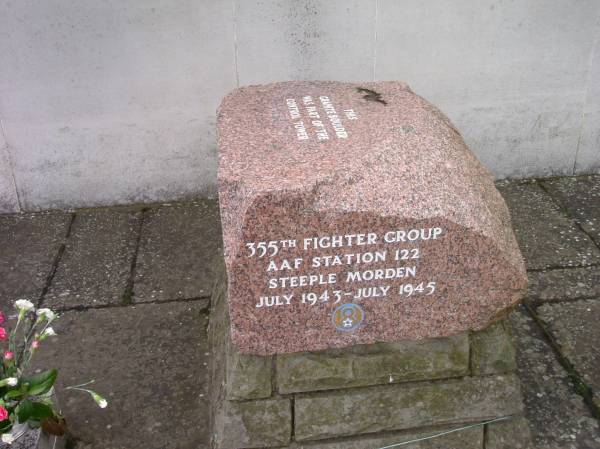 THIS
GRANITE BOULDER
WAS PART OF THE
CONTROL TOWER
355TH FIGHTER GROUP
AAF STATION 122
STEEPLE MORDEN
JULY 1943-JULY 1945